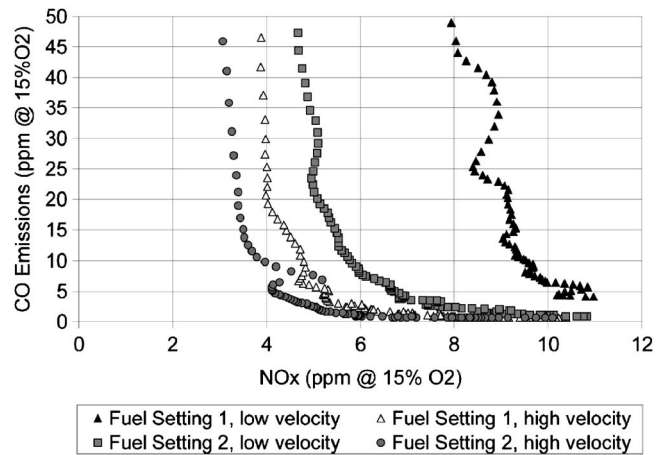 50
45
40
35
30
25
20
15
10
5
0
CO Emissions (ppm @ 15%O2)
0 2 4 6 8 10 12
NOx (ppm @ 15% O2)
Fuel Setting 1, low velocity Fuel Setting 1, high velocity
Fuel Setting 2, low velocity Fuel Setting 2, high velocity